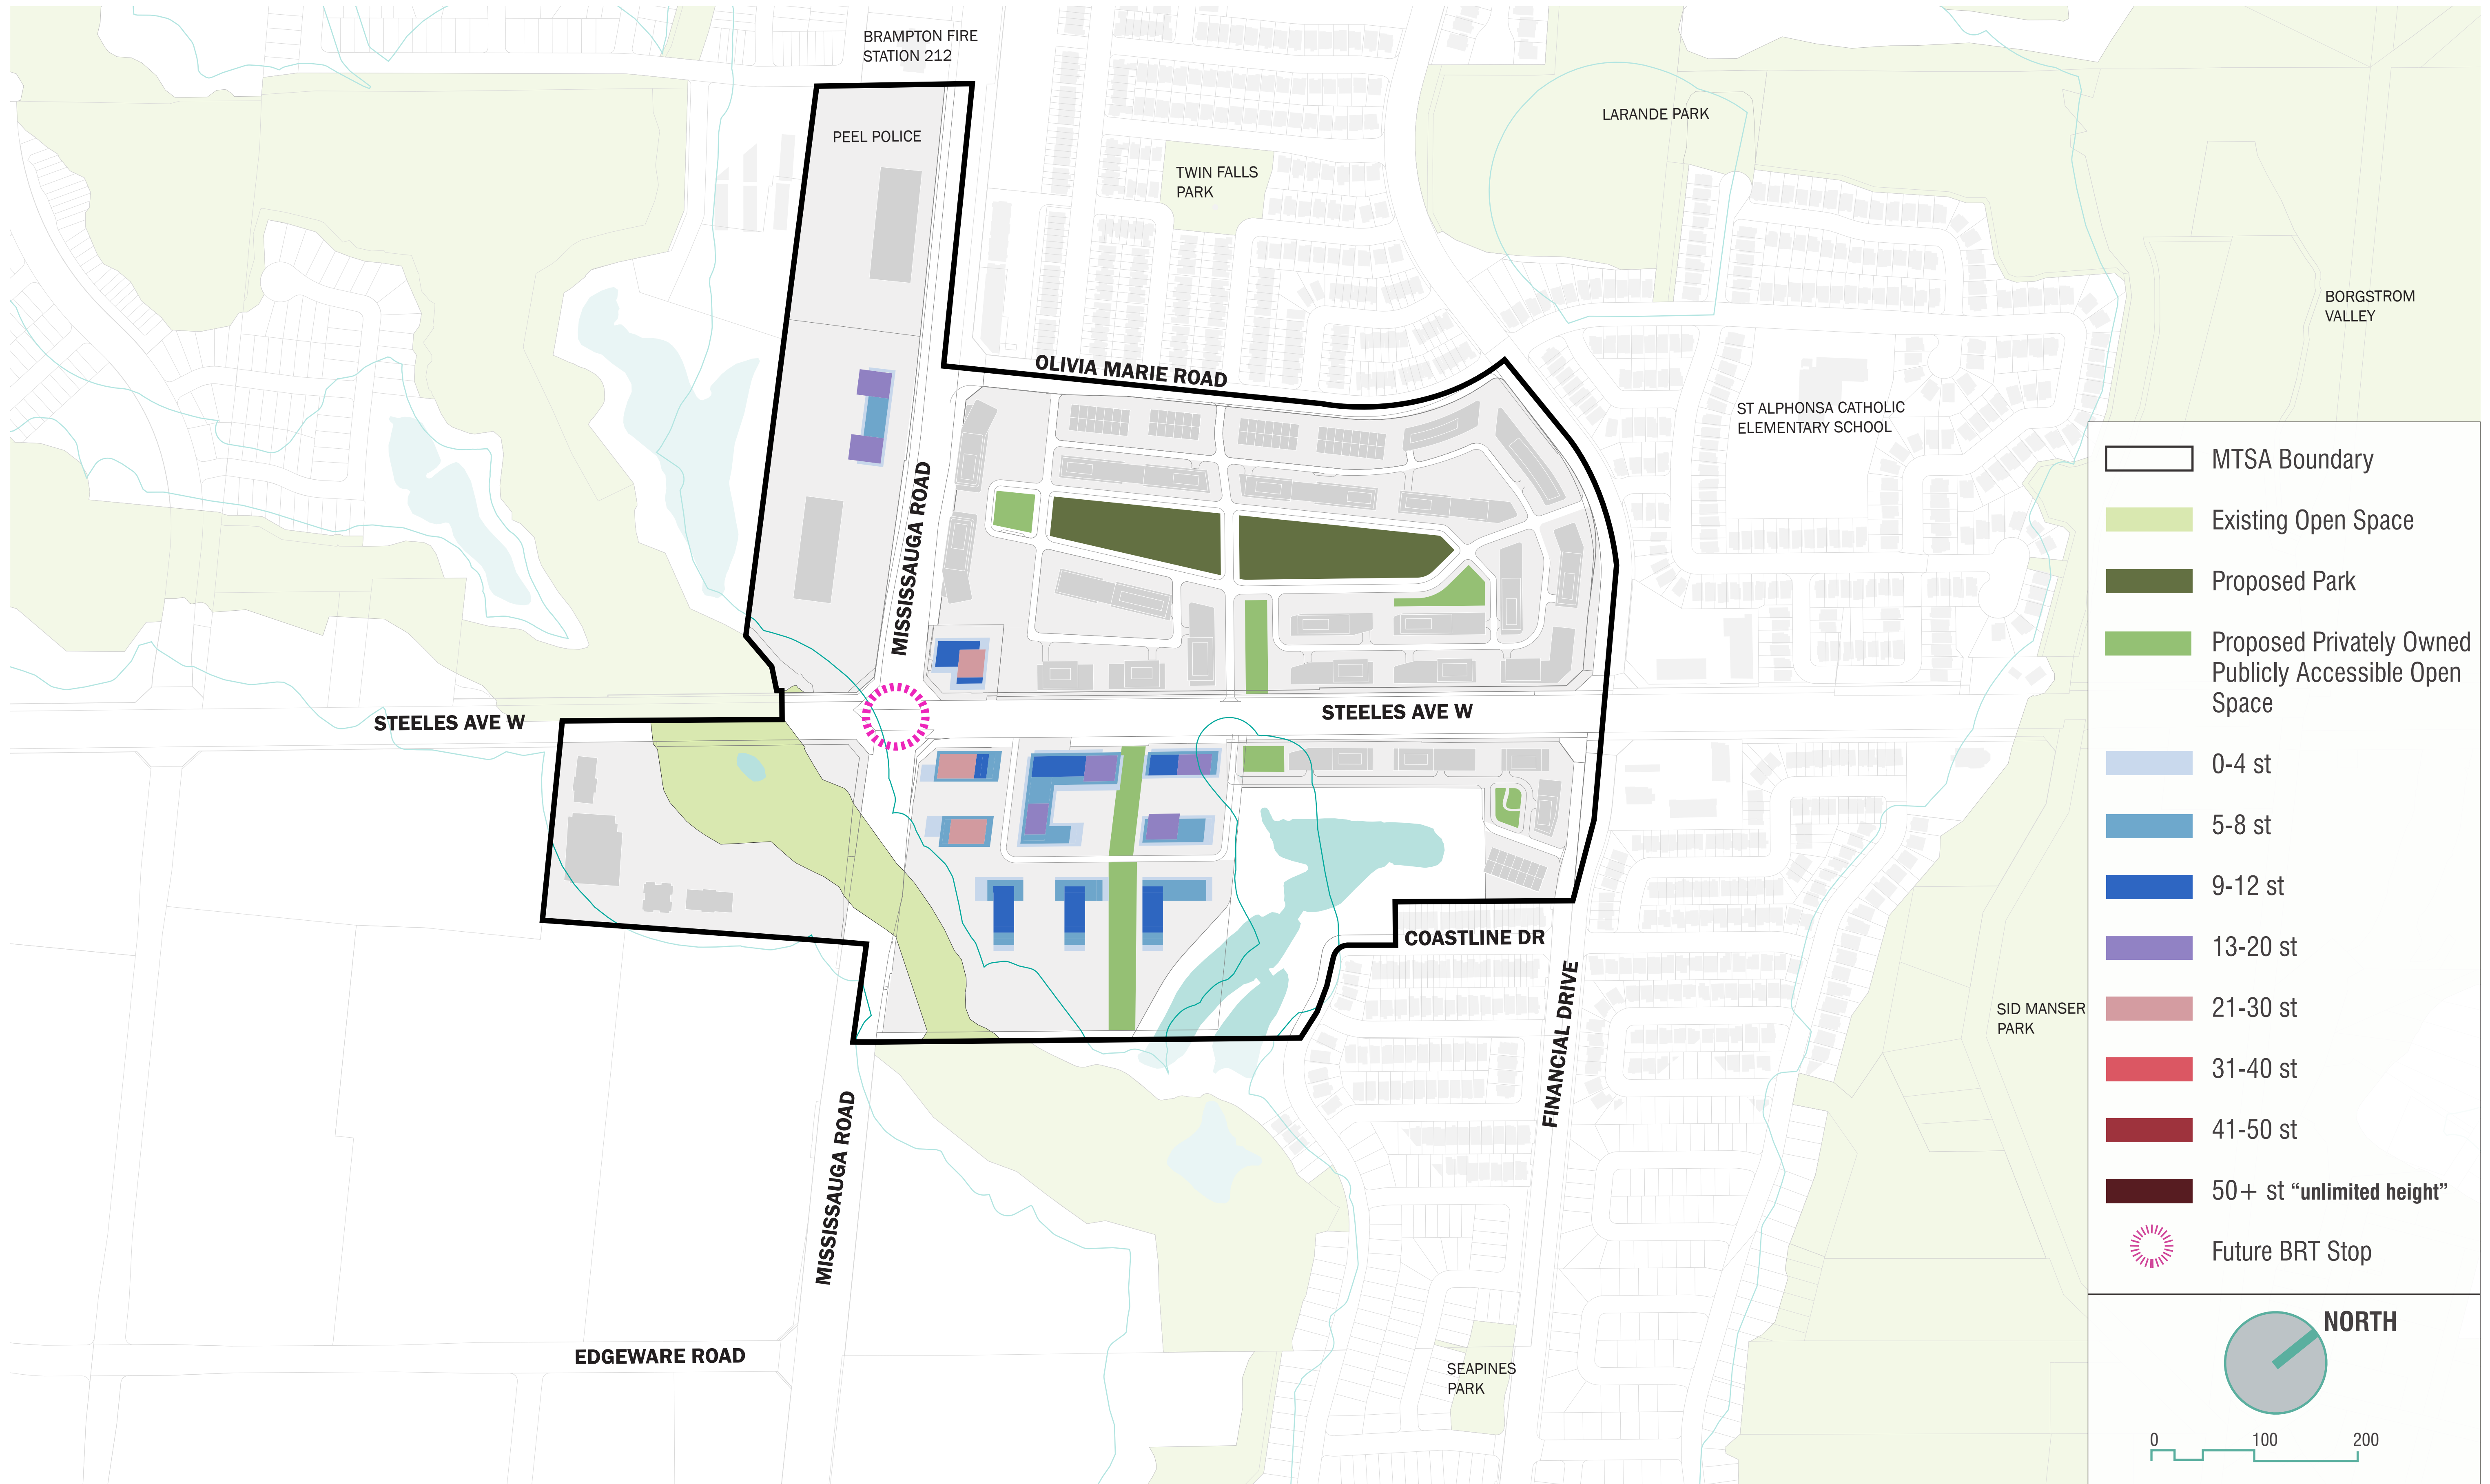 BRAMPTON FIRE
STATION 212
PEEL POLICE
LARANDE PARK
TWIN FALLS
PARK
BORGSTROM
VALLEY
OLIVIA MARIE ROAD
ST ALPHONSA CATHOLIC
ELEMENTARY SCHOOL
MISSISSAUGA ROAD
STEELES AVE W
STEELES AVE W
COASTLINE DR
FINANCIAL DRIVE
SID MANSER
PARK
MISSISSAUGA ROAD
EDGEWARE ROAD
SEAPINES
PARK
MTSA Boundary
Existing Open Space
Proposed Park
Proposed Privately Owned
Publicly Accessible Open
Space
0-4 st
5-8 st
9-12 st
13-20 st
21-30 st
31-40 st
41-50 st
50+ st “unlimited height”
Future BRT Stop
NORTH
0 100 200